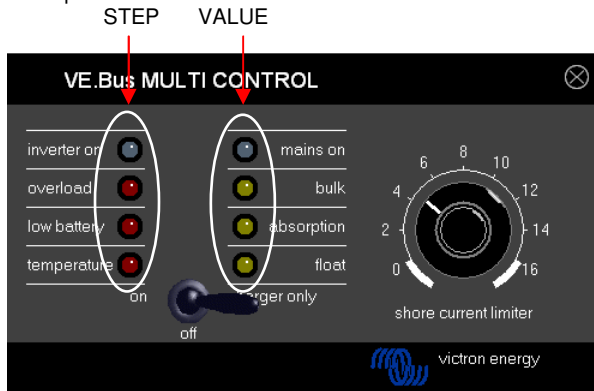 STEP VALUE
VE.Bus MULTI CONTROL
inverter on mains on
overload bulk
low battery absorption
temperature float
on rger only
off
0 2 4 6 8 10 12 14 16
shore current limiter
victron energy